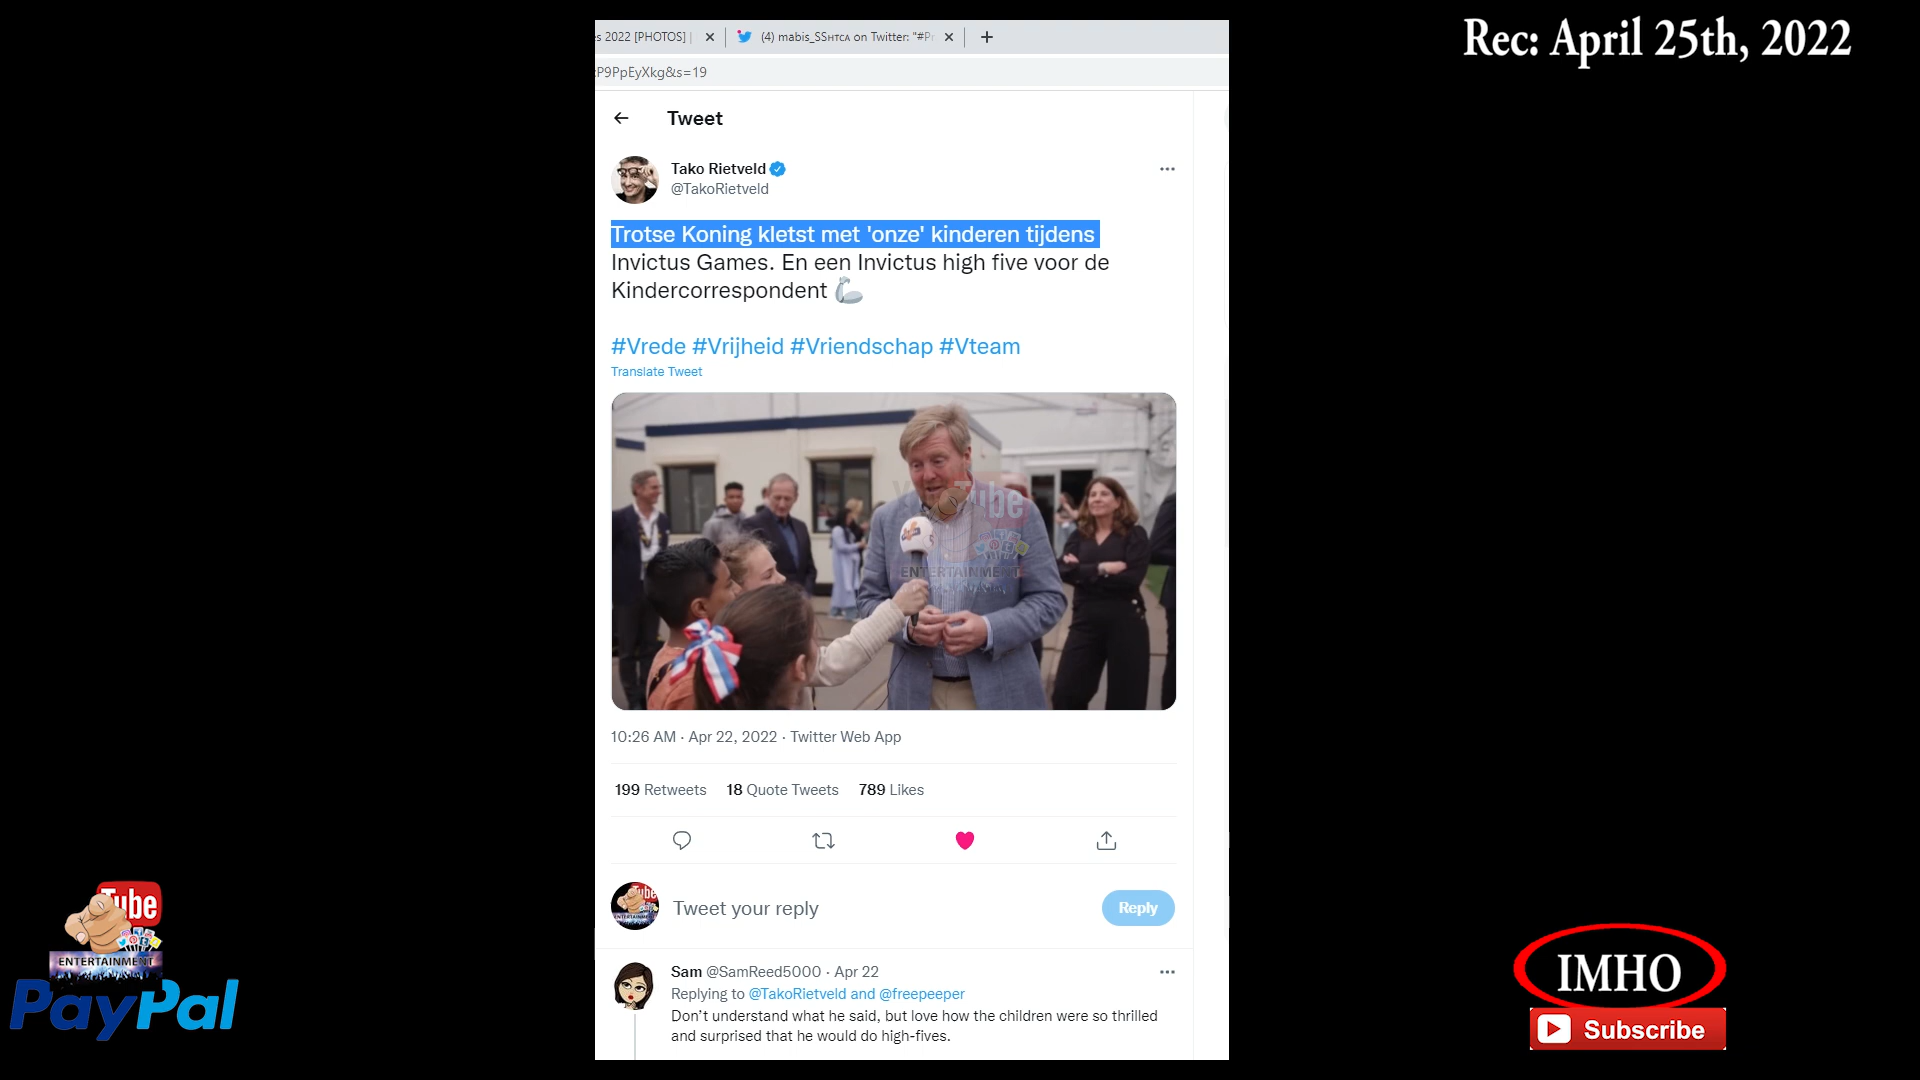 Rec: April 25th, 2022
s 2022 [PHOTOS] |
(4) mabis_SSHTCA on Twitter: "#Pr
P9PpEyXkg&s=19
Tweet
Tako Rietveld
@TakoRietveld
Trotse Koning kletst met 'onze' kinderen tijdens
Invictus Games. En een Invictus high five voor de
Kindercorrespondent
#Vrede #Vrijheid #Vriendschap #Vteam
Translate Tweet
YouTube
ENTERTAINMENT
10:26 AM · Apr 22, 2022 · Twitter Web App
199 Retweets 18 Quote Tweets 789 Likes
Tweet your reply
Reply
Sam @SamReed5000 · Apr 22
Replying to @TakoRietveld and @freepeeper
Don't understand what he said, but love how the children were so thrilled
and surprised that he would do high-fives.
Tube
ENTERTAINMENT
PayPal
IMHO
Subscribe